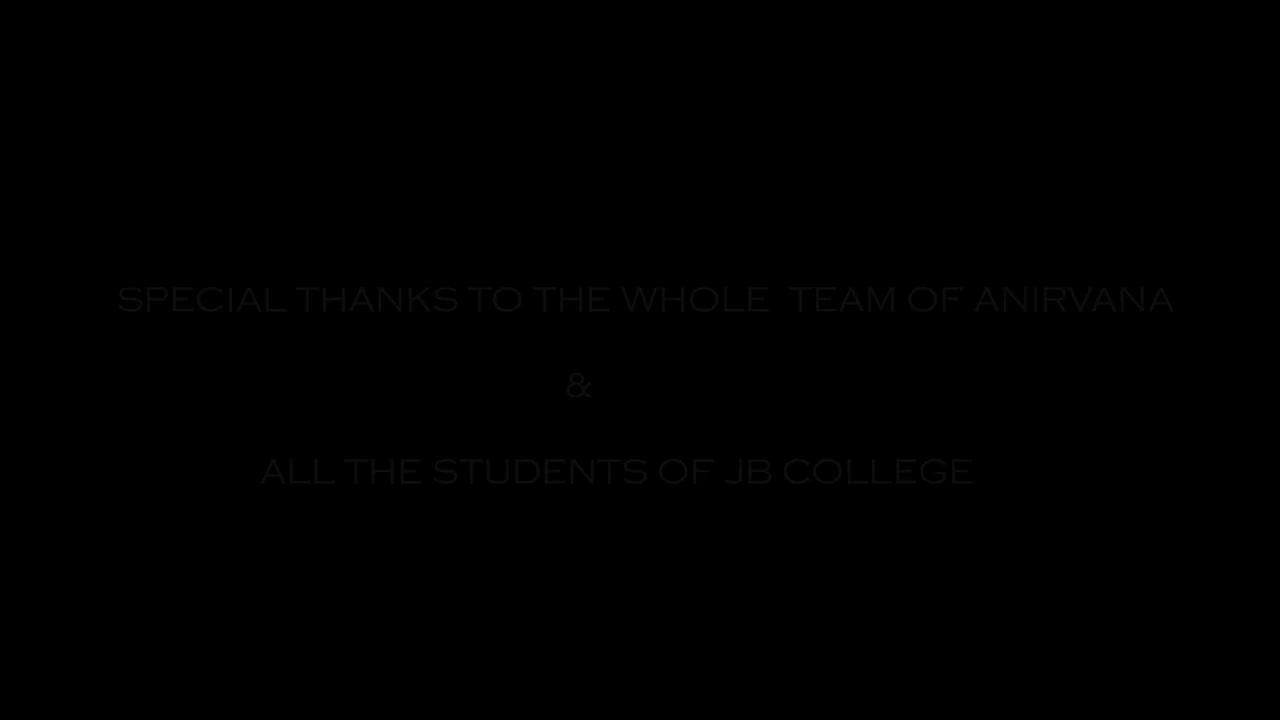 SPECIAL THANKS TO THE WHOLE  TEAM OF ANIRVANA
&
ALL THE STUDENTS OF JB COLLEGE